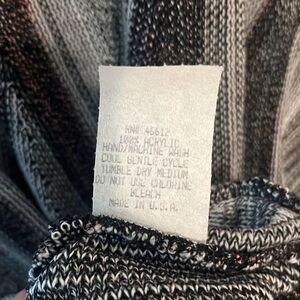 RN# 46612
100% ACRYLIC
HAND/MACHINE WASH
COOL GENTLE CYCLE
TUMBLE DRY MEDIUM
DO NOT USE CHLORINE
BLEACH
MADE IN U.S.A.